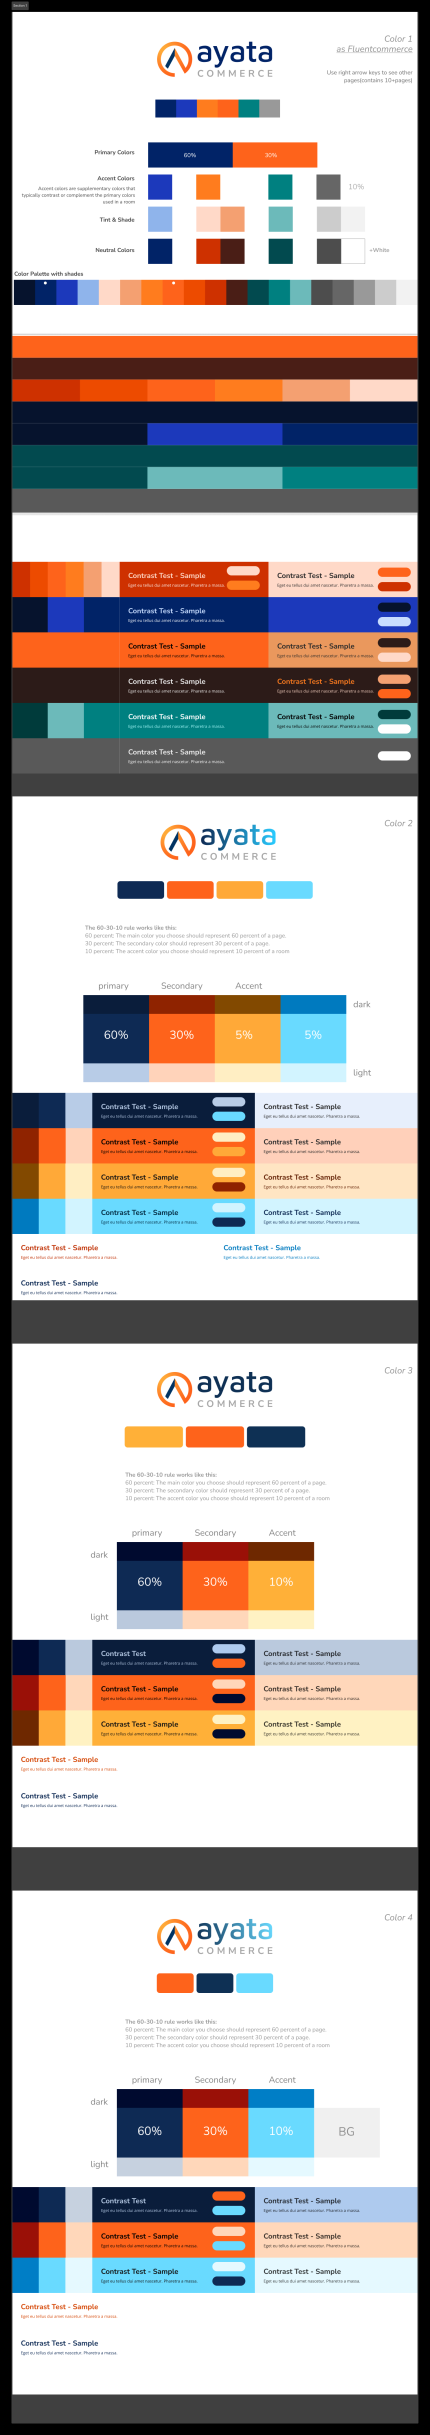 Section 1
Color 1
as Fluentcommerce
ayata
COMMERCE
Use right arrow keys to see other
pages(contains 10+pages)
Primary Colors
60%
30%
Accent Colors
Accent colors are supplementary colors that
typically contrast or complement the primary colors
used in a room
10%
Tint & Shade
Neutral Colors
+White
Color Palette with shades
Contrast Test - Sample
Eget eu tellus dui amet nascetur. Pharetra a massa.
Contrast Test - Sample
Eget eu tellus dui amet nascetur. Pharetra a massa.
Contrast Test - Sample
Eget eu tellus dui amet nascetur. Pharetra a massa.
Contrast Test - Sample
Eget eu tellus dui amet nascetur. Pharetra a massa.
Contrast Test - Sample
Eget eu tellus dui amet nascetur. Pharetra a massa.
Contrast Test - Sample
Eget eu tellus dui amet nascetur. Pharetra a massa.
Contrast Test - Sample
Eget eu tellus dui amet nascetur. Pharetra a massa.
Contrast Test - Sample
Eget eu tellus dui amet nascetur. Pharetra a massa.
Contrast Test - Sample
Eget eu tellus dui amet nascetur. Pharetra a massa.
Contrast Test - Sample
Eget eu tellus dui amet nascetur. Pharetra a massa.
Color 2
ayata
COMMERCE
The 60-30-10 rule works like this:
60 percent: The main color you choose should represent 60 percent of a page.
30 percent: The secondary color should represent 30 percent of a page.
10 percent: The accent color you choose should represent 10 percent of a room
primary
Secondary
Accent
dark
60%
30%
5%
5%
light
Contrast Test - Sample
Eget eu tellus dui amet nascetur. Pharetra a massa.
Contrast Test - Sample
Eget eu tellus dui amet nascetur. Pharetra a massa.
Contrast Test - Sample
Eget eu tellus dui amet nascetur. Pharetra a massa.
Contrast Test - Sample
Eget eu tellus dui amet nascetur. Pharetra a massa.
Contrast Test - Sample
Eget eu tellus dui amet nascetur. Pharetra a massa.
Contrast Test - Sample
Eget eu tellus dui amet nascetur. Pharetra a massa.
Contrast Test - Sample
Eget eu tellus dui amet nascetur. Pharetra a massa.
Contrast Test - Sample
Eget eu tellus dui amet nascetur. Pharetra a massa.
Contrast Test - Sample
Eget eu tellus dui amet nascetur. Pharetra a massa.
Contrast Test - Sample
Eget eu tellus dui amet nascetur. Pharetra a massa.
Contrast Test - Sample
Eget eu tellus dui amet nascetur. Pharetra a massa.
Color 3
ayata
COMMERCE
The 60-30-10 rule works like this:
60 percent: The main color you choose should represent 60 percent of a page.
30 percent: The secondary color should represent 30 percent of a page.
10 percent: The accent color you choose should represent 10 percent of a room
primary
Secondary
Accent
dark
60%
30%
10%
light
Contrast Test
Eget eu tellus dui amet nascetur. Pharetra a massa.
Contrast Test - Sample
Eget eu tellus dui amet nascetur. Pharetra a massa.
Contrast Test - Sample
Eget eu tellus dui amet nascetur. Pharetra a massa.
Contrast Test - Sample
Eget eu tellus dui amet nascetur. Pharetra a massa.
Contrast Test - Sample
Eget eu tellus dui amet nascetur. Pharetra a massa.
Contrast Test - Sample
Eget eu tellus dui amet nascetur. Pharetra a massa.
Contrast Test - Sample
Eget eu tellus dui amet nascetur. Pharetra a massa.
Contrast Test - Sample
Eget eu tellus dui amet nascetur. Pharetra a massa.
Color 4
ayata
COMMERCE
The 60-30-10 rule works like this:
60 percent: The main color you choose should represent 60 percent of a page.
30 percent: The secondary color should represent 30 percent of a page.
10 percent: The accent color you choose should represent 10 percent of a room
primary
Secondary
Accent
dark
60%
30%
10%
BG
light
Contrast Test
Eget eu tellus dui amet nascetur. Pharetra a massa.
Contrast Test - Sample
Eget eu tellus dui amet nascetur. Pharetra a massa.
Contrast Test - Sample
Eget eu tellus dui amet nascetur. Pharetra a massa.
Contrast Test - Sample
Eget eu tellus dui amet nascetur. Pharetra a massa.
Contrast Test - Sample
Eget eu tellus dui amet nascetur. Pharetra a massa.
Contrast Test - Sample
Eget eu tellus dui amet nascetur. Pharetra a massa.
Contrast Test - Sample
Eget eu tellus dui amet nascetur. Pharetra a massa.
Contrast Test - Sample
Eget eu tellus dui amet nascetur. Pharetra a massa.